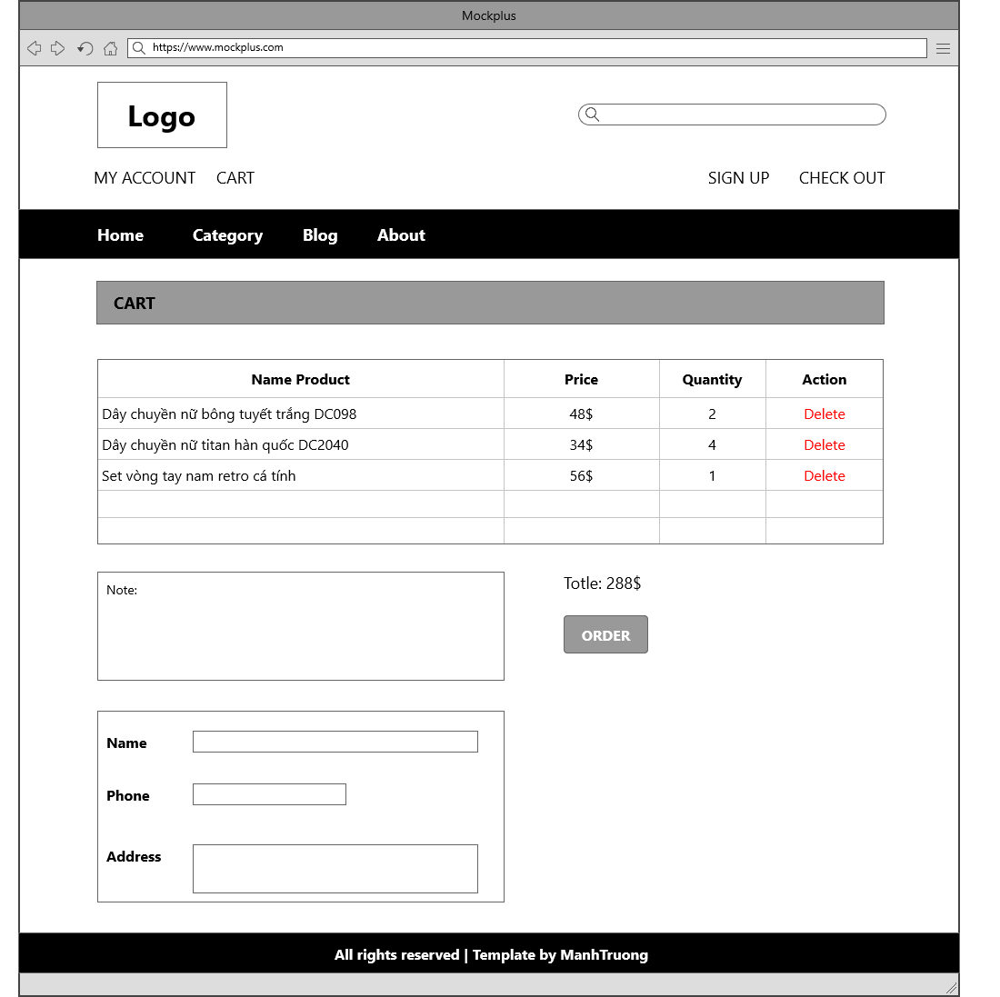 Mockplus
https://www.mockplus.com
Logo
MY ACCOUNT CART SIGN UP CHECK OUT
Home Category Blog About
CART
Name Product Price Quantity Action
Dây chuyền nữ bông tuyết trắng DC098 48$ 2 Delete
Dây chuyền nữ titan hàn quốc DC2040 34$ 4 Delete
Set vòng tay nam retro cá tính 56$ 1 Delete
Note:
Totle: 288$
ORDER
Name
Phone
Address
All rights reserved | Template by ManhTruong